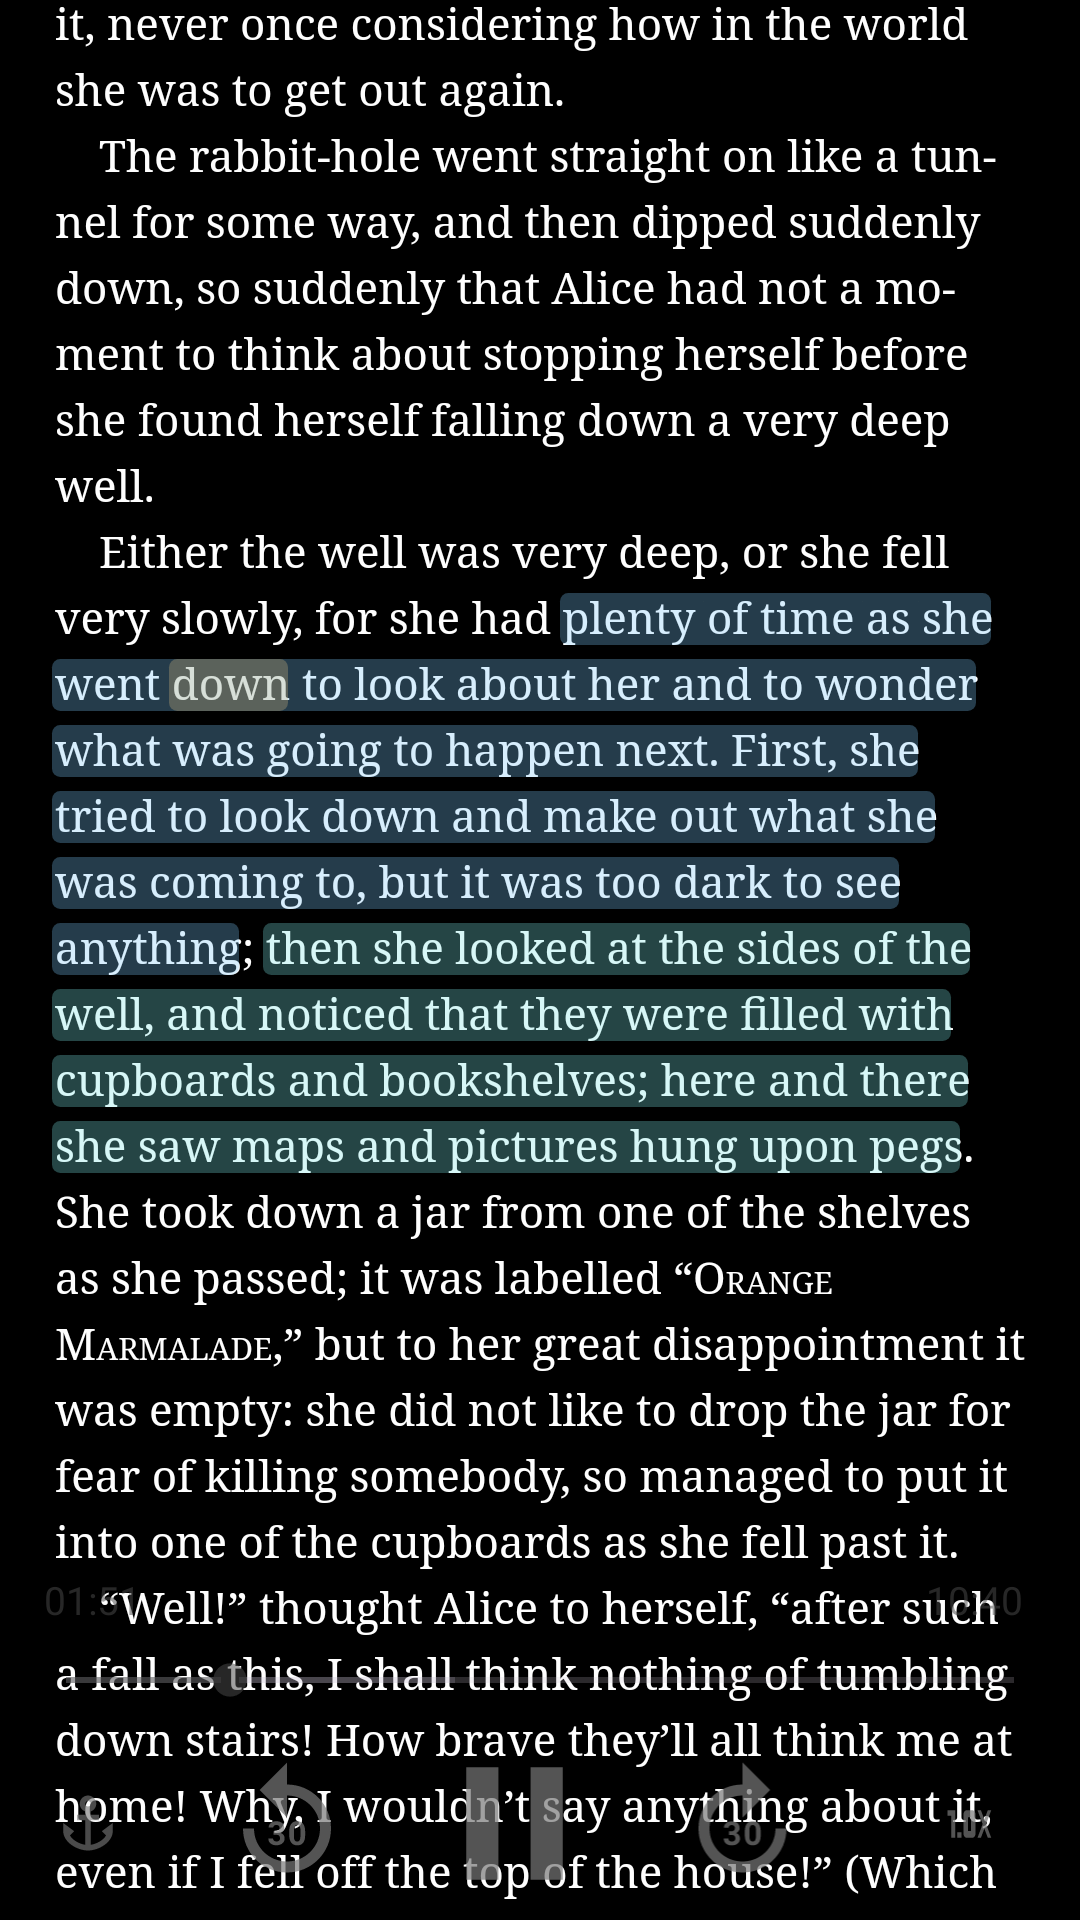 it, never once considering how in the world
she was to get out again.
The rabbit-hole went straight on like a tun-
nel for some way, and then dipped suddenly
down, so suddenly that Alice had not a mo-
ment to think about stopping herself before
she found herself falling down a very deep
well.
Either the well was very deep, or she fell
very slowly, for she had plenty of time as she
went down to look about her and to wonder
what was going to happen next. First, she
tried to look down and make out what she
was coming to, but it was too dark to see
anything; then she looked at the sides of the
well, and noticed that they were filled with
cupboards and bookshelves; here and there
she saw maps and pictures hung upon pegs.
She took down a jar from one of the shelves
as she passed; it was labelled “Orange
Marmalade,” but to her great disappointment it
was empty: she did not like to drop the jar for
fear of killing somebody, so managed to put it
into one of the cupboards as she fell past it.
01:51 10:40
“Well!” thought Alice to herself, “after such
a fall as this, I shall think nothing of tumbling
down stairs! How brave they’ll all think me at
home! Why, I wouldn’t say anything about it,
30 30 1.0X
even if I fell off the top of the house!” (Which